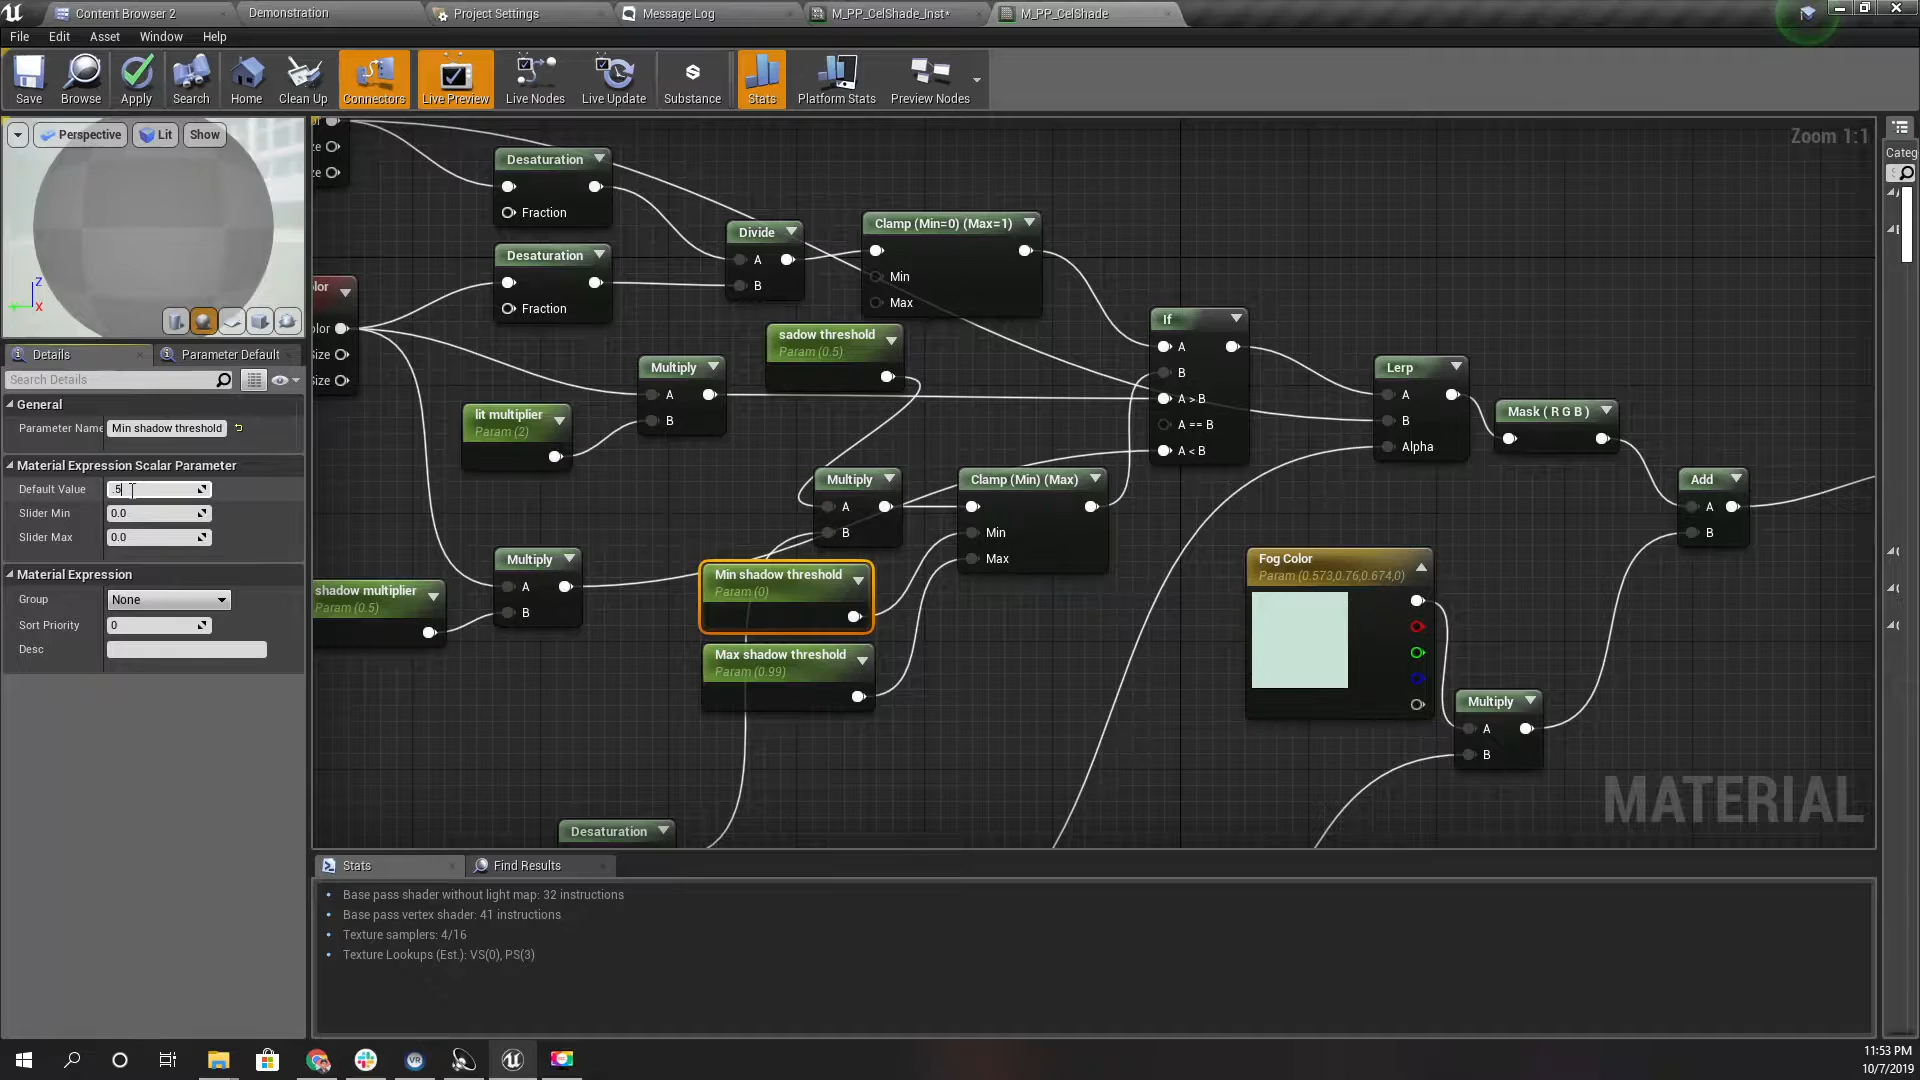 Content Browser 2
Demonstration
Project Settings
Message Log
M_PP_CelShade_Inst*
M_PP_CelShade
File
Edit
Asset
Window
Help
Save
Browse
Apply
Search
Home
Clean Up
Connectors
Live Preview
Live Nodes
Live Update
Substance
Stats
Platform Stats
Preview Nodes
Perspective
Lit
Show
Z
X
Details
Parameter Default
Search Details
General
Parameter Name
Min shadow threshold
Material Expression Scalar Parameter
Default Value
.5
Slider Min
0.0
Slider Max
0.0
Material Expression
Group
None
Sort Priority
0
Desc
Zoom 1:1
Categ
Desaturation
Fraction
Desaturation
Fraction
Divide
A
B
Clamp (Min=0) (Max=1)
Min
Max
olor
Size
Size
sadow threshold
Param (0.5)
Multiply
A
B
lit multiplier
Param (2)
If
A
B
A > B
A == B
A < B
Lerp
A
B
Alpha
Mask ( R G B )
Add
A
B
Multiply
A
B
Clamp (Min) (Max)
Min
Max
Multiply
A
B
shadow multiplier
Param (0.5)
Min shadow threshold
Param (0)
Max shadow threshold
Param (0.99)
Fog Color
Param (0.573,0.76,0.674,0)
Multiply
A
B
Desaturation
MATERIAL
Stats
Find Results
Base pass shader without light map: 32 instructions
Base pass vertex shader: 41 instructions
Texture samplers: 4/16
Texture Lookups (Est.): VS(0), PS(3)
11:53 PM
10/7/2019